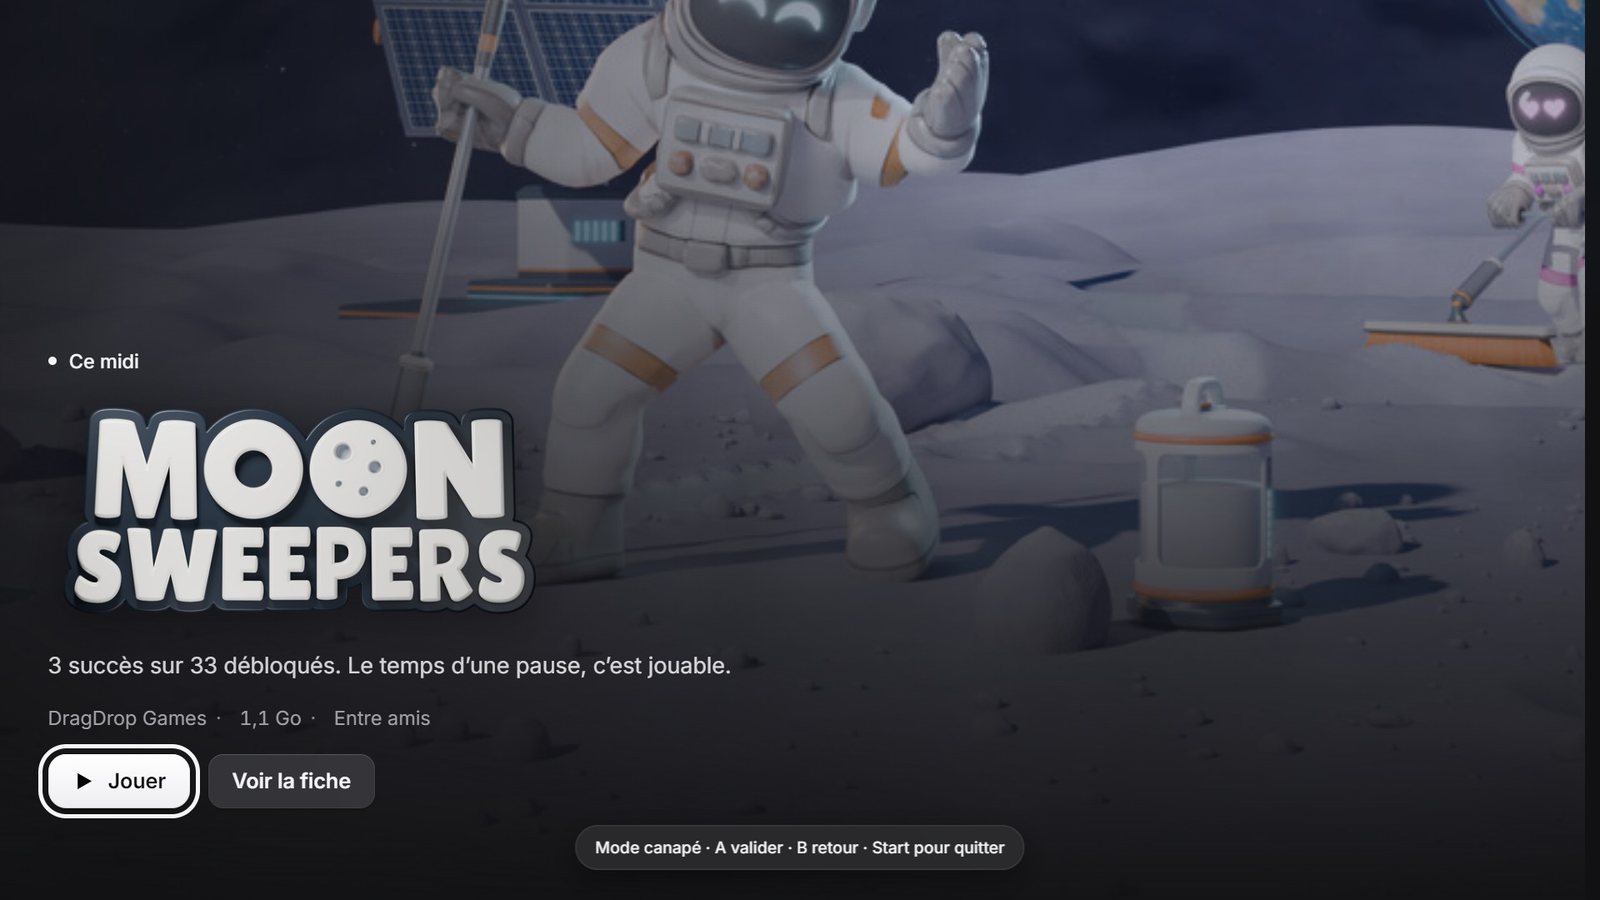 Ce midi
MOON
SWEEPERS
3 succès sur 33 débloqués. Le temps d’une pause, c’est jouable.
DragDrop Games · 1,1 Go · Entre amis
Jouer
Voir la fiche
Mode canapé · A valider · B retour · Start pour quitter